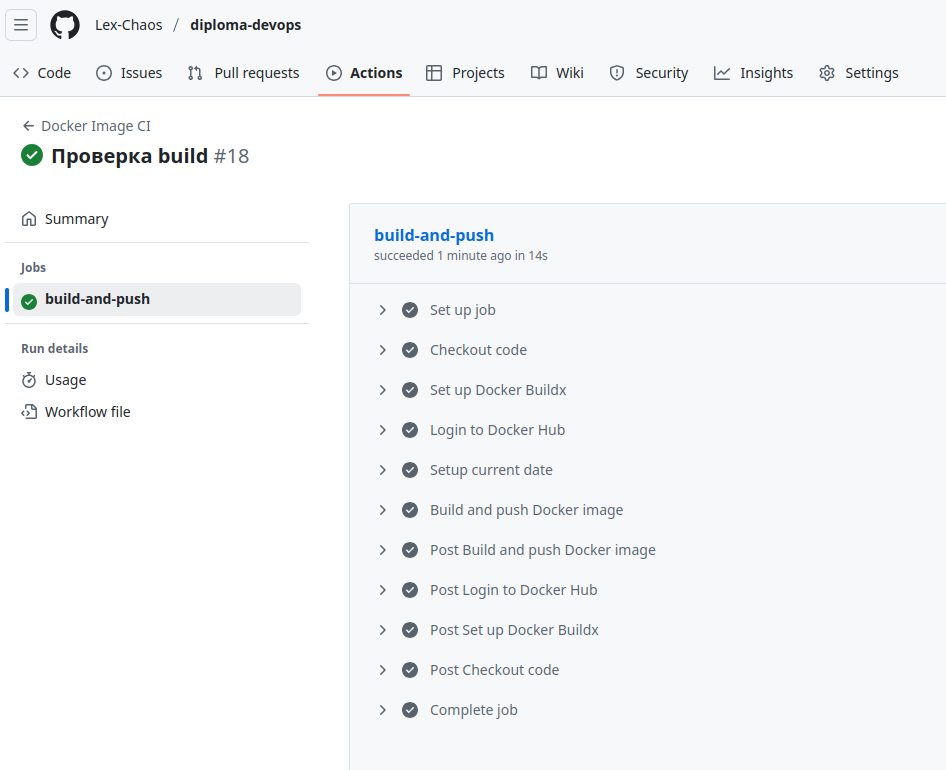 Lex-Chaos / diploma-devops
Code Issues Pull requests Actions Projects Wiki Security Insights Settings
Docker Image CI
Проверка build #18
Summary
Jobs
build-and-push
Run details
Usage
Workflow file
build-and-push
succeeded 1 minute ago in 14s
Set up job
Checkout code
Set up Docker Buildx
Login to Docker Hub
Setup current date
Build and push Docker image
Post Build and push Docker image
Post Login to Docker Hub
Post Set up Docker Buildx
Post Checkout code
Complete job